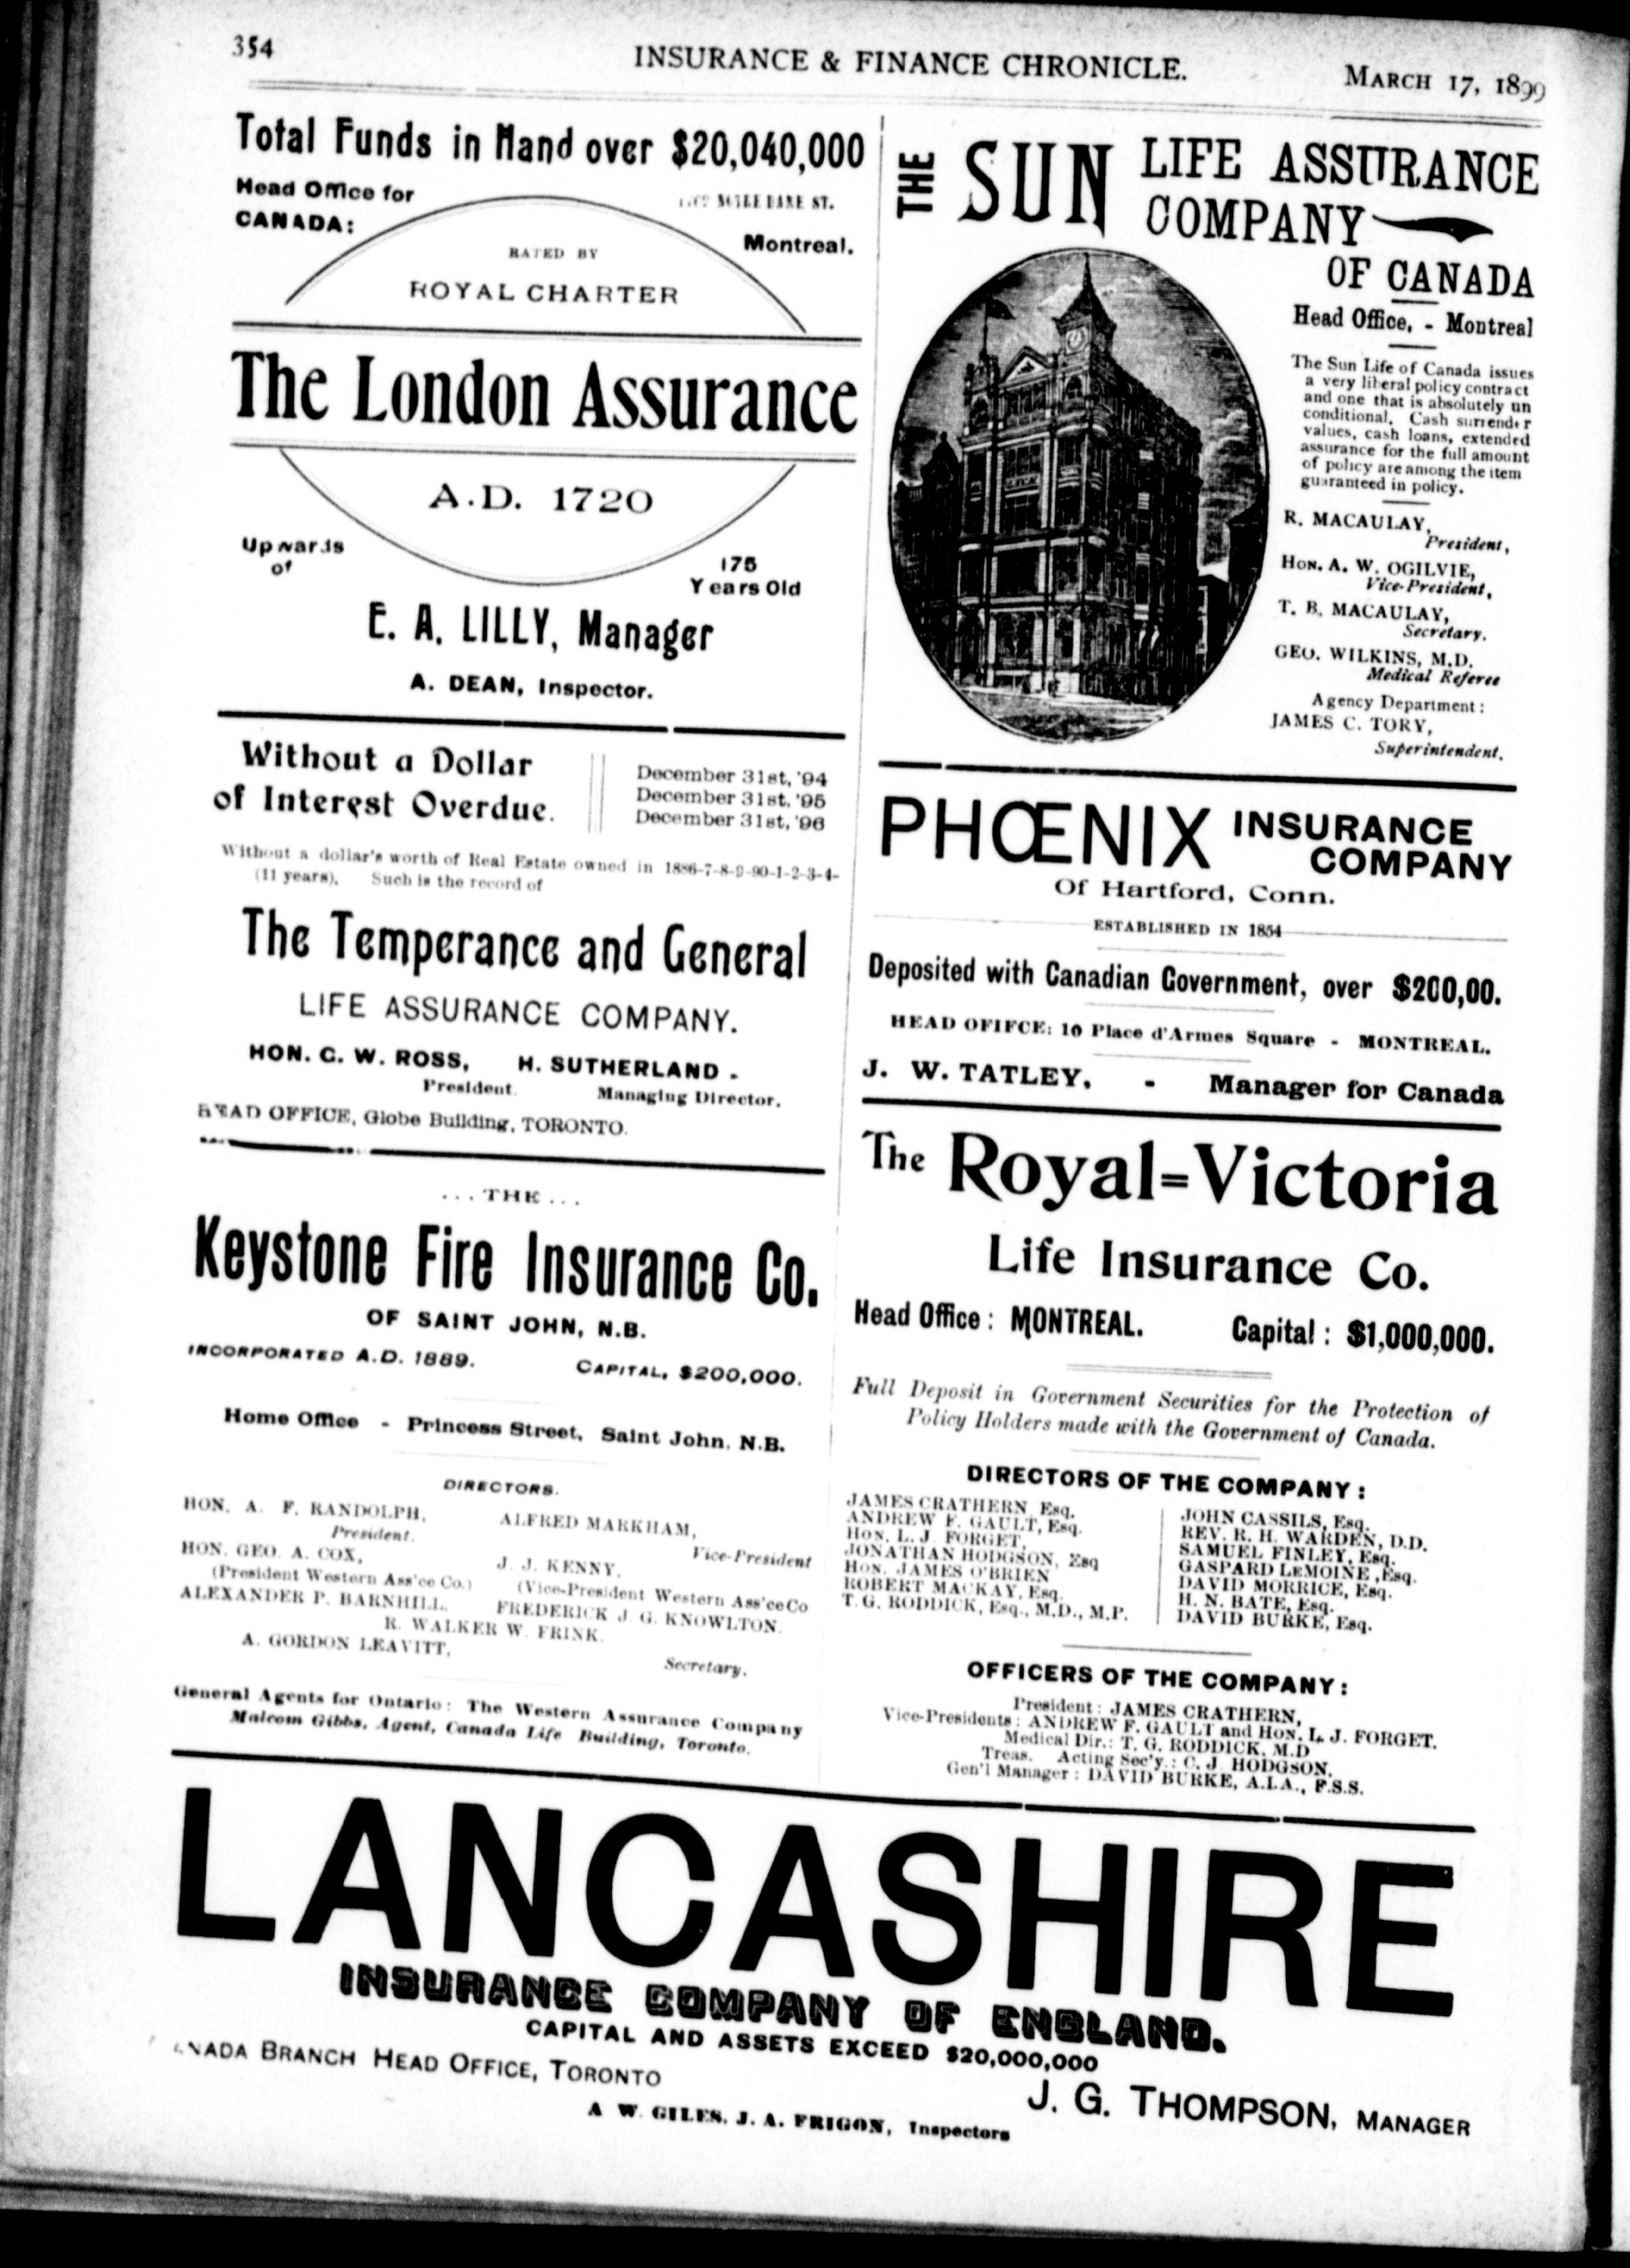 354
INSURANCE & FINANCE CHRONICLE.
MARCH 17, 1899
Total Funds in Hand over $20,040,000
Head Office for
CANADA:
ST.
Montreal.
RATED BY
ROYAL CHARTER
The London Assurance
A.D. 1720
Upwards
of
175
Years Old
E. A. LILLY, Manager
A. DEAN, Inspector.
Without a Dollar
of Interest Overdue.
December 31st, '94
December 31st. '95
December 31st, '96
Without a dollar's worth of Real Estate owned in 1886-7-8-9-90-1-2-3-4-
(11 years). Such is the record of
The Temperance and General
LIFE ASSURANCE COMPANY.
HON. G. W. ROSS,
President.
H. SUTHERLAND -
Managing Director.
HEAD OFFICE, Globe Building, TORONTO.
... THE ...
Keystone Fire Insurance Co.
OF SAINT JOHN, N.B.
INCORPORATED A.D. 1889. CAPITAL, $200,000.
Home Office - Princess Street, Saint John, N.B.
DIRECTORS.
HON. A. F. RANDOLPH,
President.
ALFRED MARKHAM,
Vice-President
HON. GEO. A. COX,
(President Western Ass'ce Co.)
J. J. KENNY,
(Vice-President Western Ass'ce Co
ALEXANDER P. BARNHILL. FREDERICK J. G. KNOWLTON.
R. WALKER W. FRINK.
A. GORDON LEAVITT,
Secretary.
General Agents for Ontario: The Western Assurance Company
Malcom Gibbs, Agent, Canada Life Building, Toronto.
THE SUN LIFE ASSURANCE
COMPANY
OF CANADA
Head Office, - Montreal
The Sun Life of Canada issues
a very liberal policy contract
and one that is absolutely un
conditional. Cash surrender
values, cash loans, extended
assurance for the full amount
of policy are among the item
guaranteed in policy.
R. MACAULAY,
President,
HON. A. W. OGILVIE,
Vice-President,
T. B. MACAULAY,
Secretary.
GEO. WILKINS, M.D.
Medical Referee
Agency Department:
JAMES C. TORY,
Superintendent.
PHŒNIX INSURANCE
COMPANY
Of Hartford, Conn.
ESTABLISHED IN 1854
Deposited with Canadian Government, over $200,00.
HEAD OFIFCE: 10 Place d'Armes Square - MONTREAL.
J. W. TATLEY, - Manager for Canada
The Royal=Victoria
Life Insurance Co.
Head Office: MONTREAL. Capital: $1,000,000.
Full Deposit in Government Securities for the Protection of
Policy Holders made with the Government of Canada.
DIRECTORS OF THE COMPANY:
JAMES CRATHERN, Esq.
ANDREW F. GAULT, Esq.
HON. L. J. FORGET,
JONATHAN HODGSON, Esq
HON. JAMES O'BRIEN
ROBERT MACKAY, Esq.
T. G. RODDICK, Esq., M.D., M.P.
JOHN CASSILS, Esq.
REV. R. H. WARDEN, D.D.
SAMUEL FINLEY, Esq.
GASPARD LEMOINE, Esq.
DAVID MORRICE, Esq.
H. N. BATE, Esq.
DAVID BURKE, Esq.
OFFICERS OF THE COMPANY:
President: JAMES CRATHERN,
Vice-Presidents: ANDREW F. GAULT and HON. L. J. FORGET.
Medical Dir.: T. G. RODDICK, M.D
Treas. Acting Sec'y.: C. J. HODGSON.
Gen'l Manager: DAVID BURKE, A.I.A., F.S.S.
LANCASHIRE
INSURANCE COMPANY OF ENGLAND.
CAPITAL AND ASSETS EXCEED $20,000,000
CANADA BRANCH HEAD OFFICE, TORONTO
J. G. THOMPSON, MANAGER
A. W. GILES, J. A. FRIGON, Inspectors